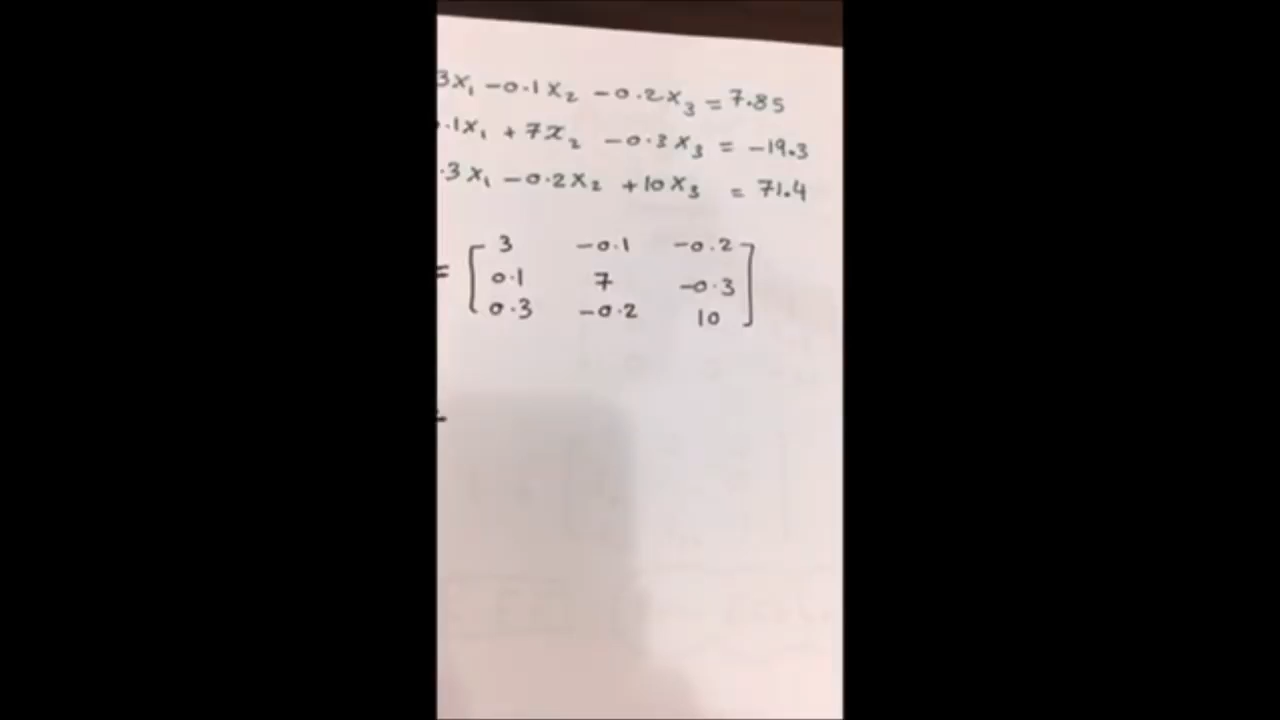 3x₁ -0.1x₂ -0.2x₃ = 7.85
.1x₁ + 7x₂ -0.3x₃ = -19.3
.3x₁ -0.2x₂ +10x₃ = 71.4
= [ 3 -0.1 -0.2
0.1 7 -0.3
0.3 -0.2 10 ]